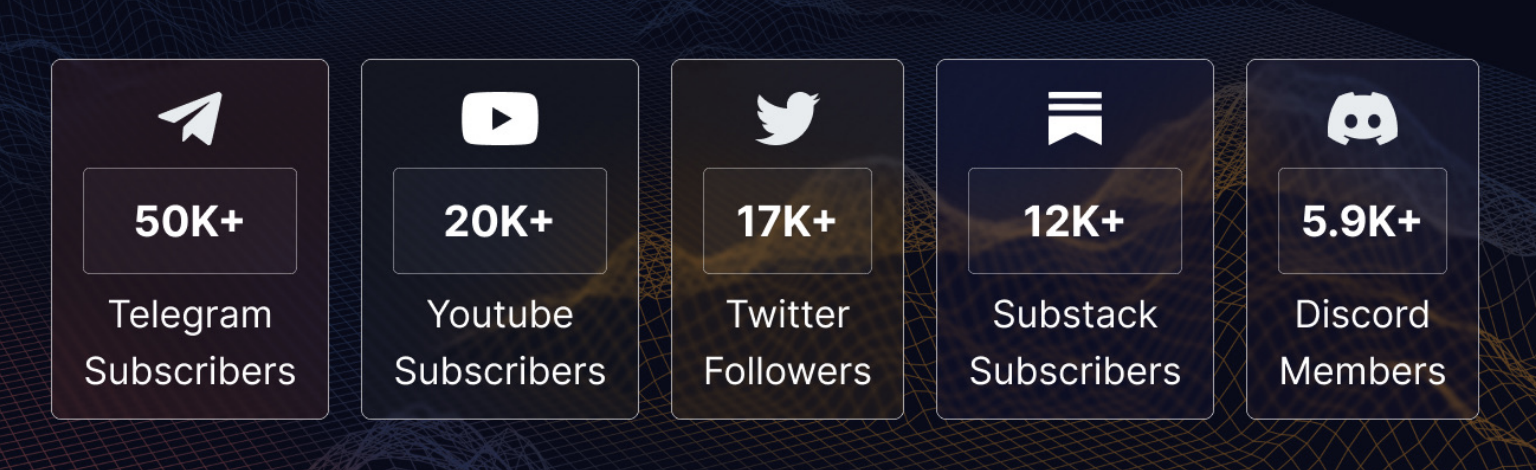 50K+
Telegram
Subscribers
20K+
Youtube
Subscribers
17K+
Twitter
Followers
12K+
Substack
Subscribers
5.9K+
Discord
Members